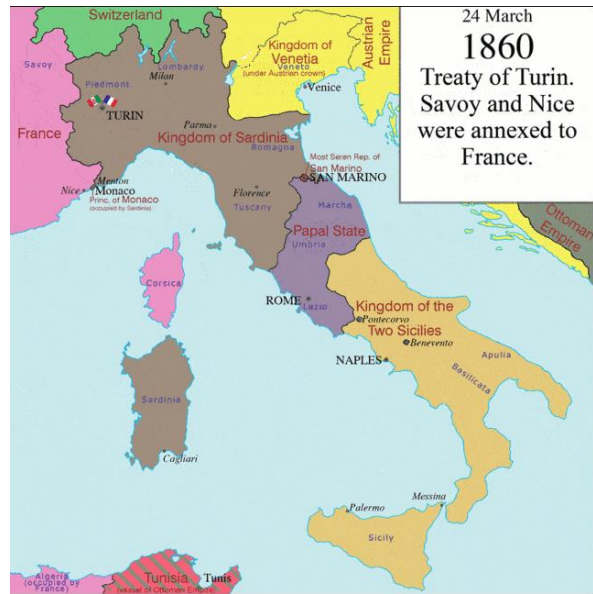 24 March
1860
Treaty of Turin.
Savoy and Nice
were annexed to
France.
Switzerland
Kingdom of
Venetia
(under Austrian crown)
Veneto
Austrian
Empire
Savoy
Piedmont
Lombardy
Milan
Venice
TURIN
France
Parma
Kingdom of Sardinia
Romagna
Most Seren Rep. of
San Marino
SAN MARINO
Menton
Nice
Monaco
Princ. of Monaco
(occupied by Sardinia)
Florence
Tuscany
Marche
Papal State
Umbria
Ottoman
Empire
Corsica
ROME
Lazio
Kingdom of the
Two Sicilies
Pontecorvo
Benevento
NAPLES
Apulia
Basilicata
Sardinia
Cagliari
Palermo
Messina
Sicily
Algeria
(occupied by
France)
Tunisia
Tunis
(vassel of Ottoman Empire)